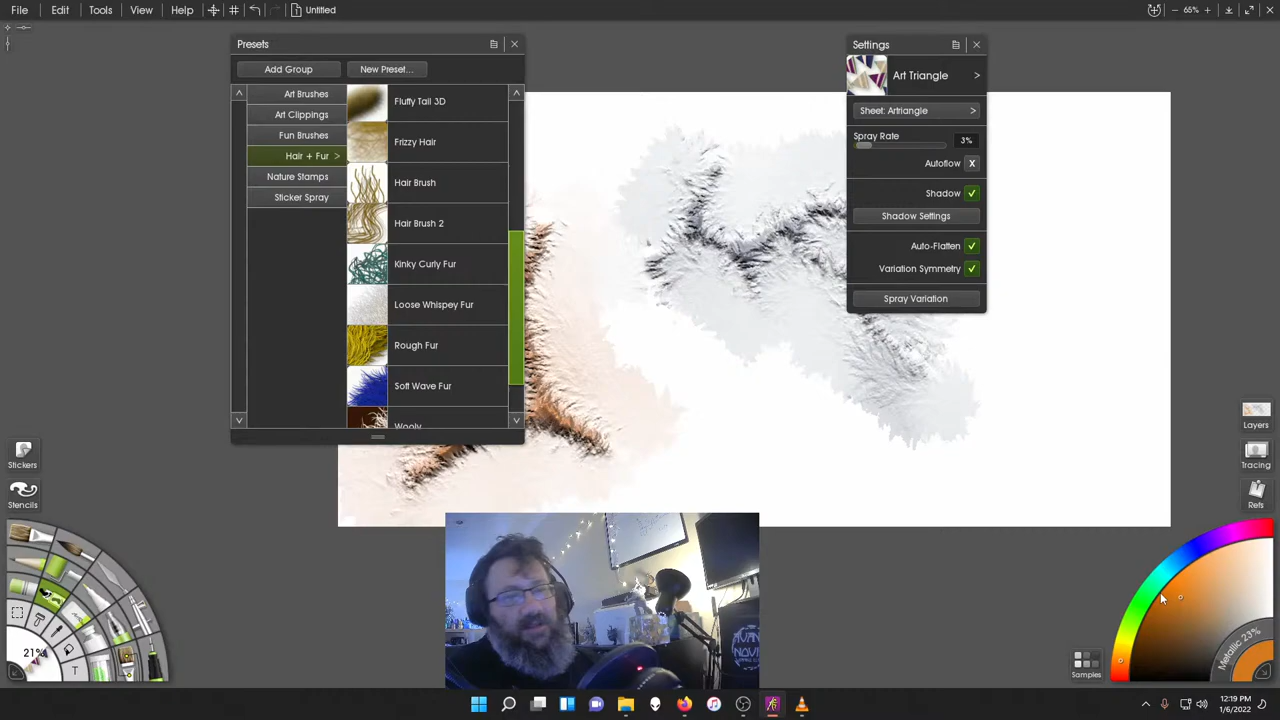 File Edit Tools View Help Untitled 65%
Presets
Add Group New Preset...
Art Brushes
Art Clippings
Fun Brushes
Hair + Fur >
Nature Stamps
Sticker Spray
Fluffy Tail 3D
Frizzy Hair
Hair Brush
Hair Brush 2
Kinky Curly Fur
Loose Whispey Fur
Rough Fur
Soft Wave Fur
Wooly
Settings
Art Triangle >
Sheet: Artriangle >
Spray Rate 3%
Autoflow X
Shadow
Shadow Settings
Auto-Flatten
Variation Symmetry
Spray Variation
Stickers
Stencils
21%
T
Layers
Tracing
Refs
Metallic 23%
Samples
12:19 PM
1/6/2022